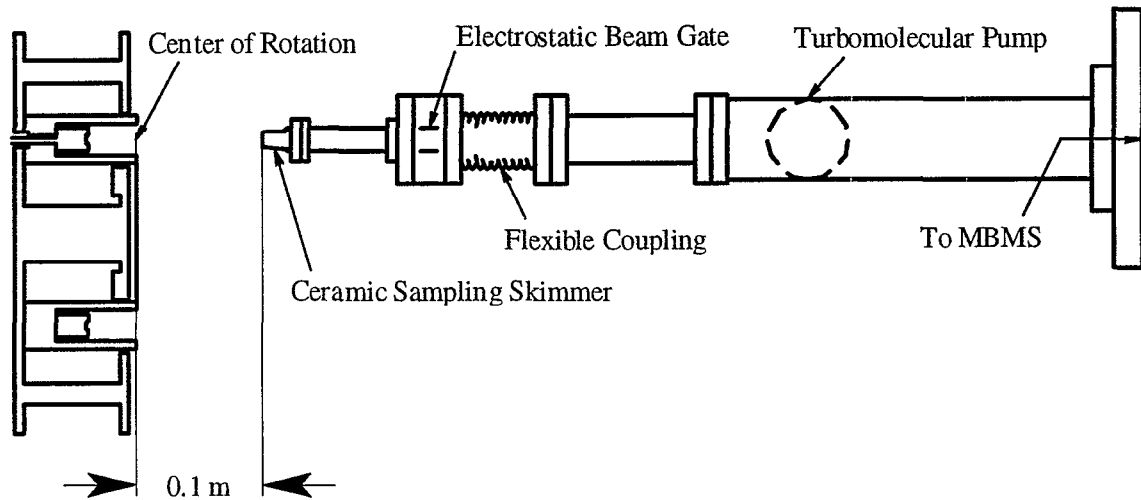 Center of Rotation
Electrostatic Beam Gate
Turbomolecular Pump
Flexible Coupling
To MBMS
Ceramic Sampling Skimmer
0.1 m